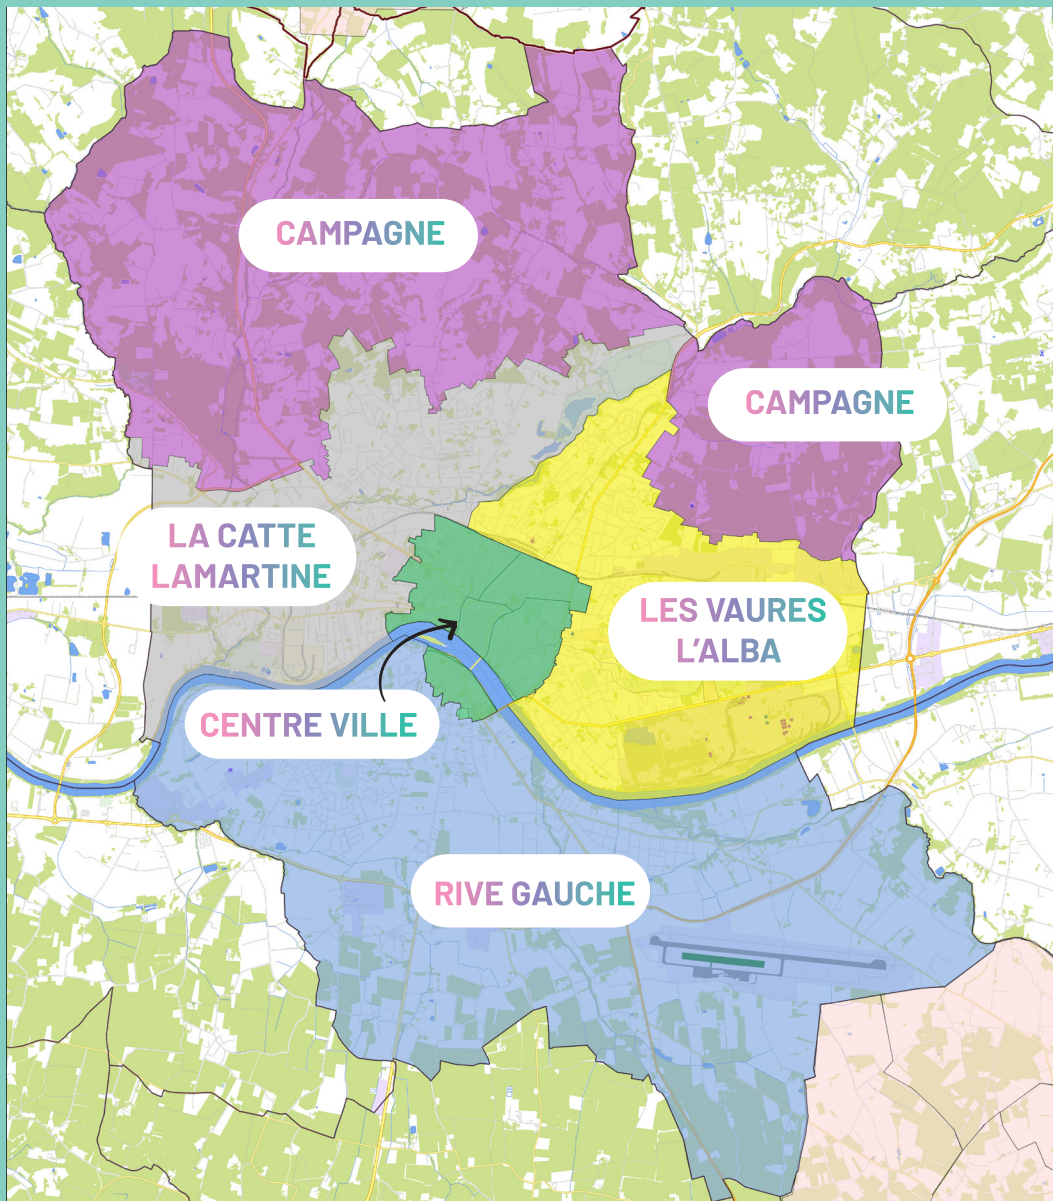 CAMPAGNE
CAMPAGNE
LA CATTE
LAMARTINE
LES VAURES
L'ALBA
CENTRE VILLE
RIVE GAUCHE